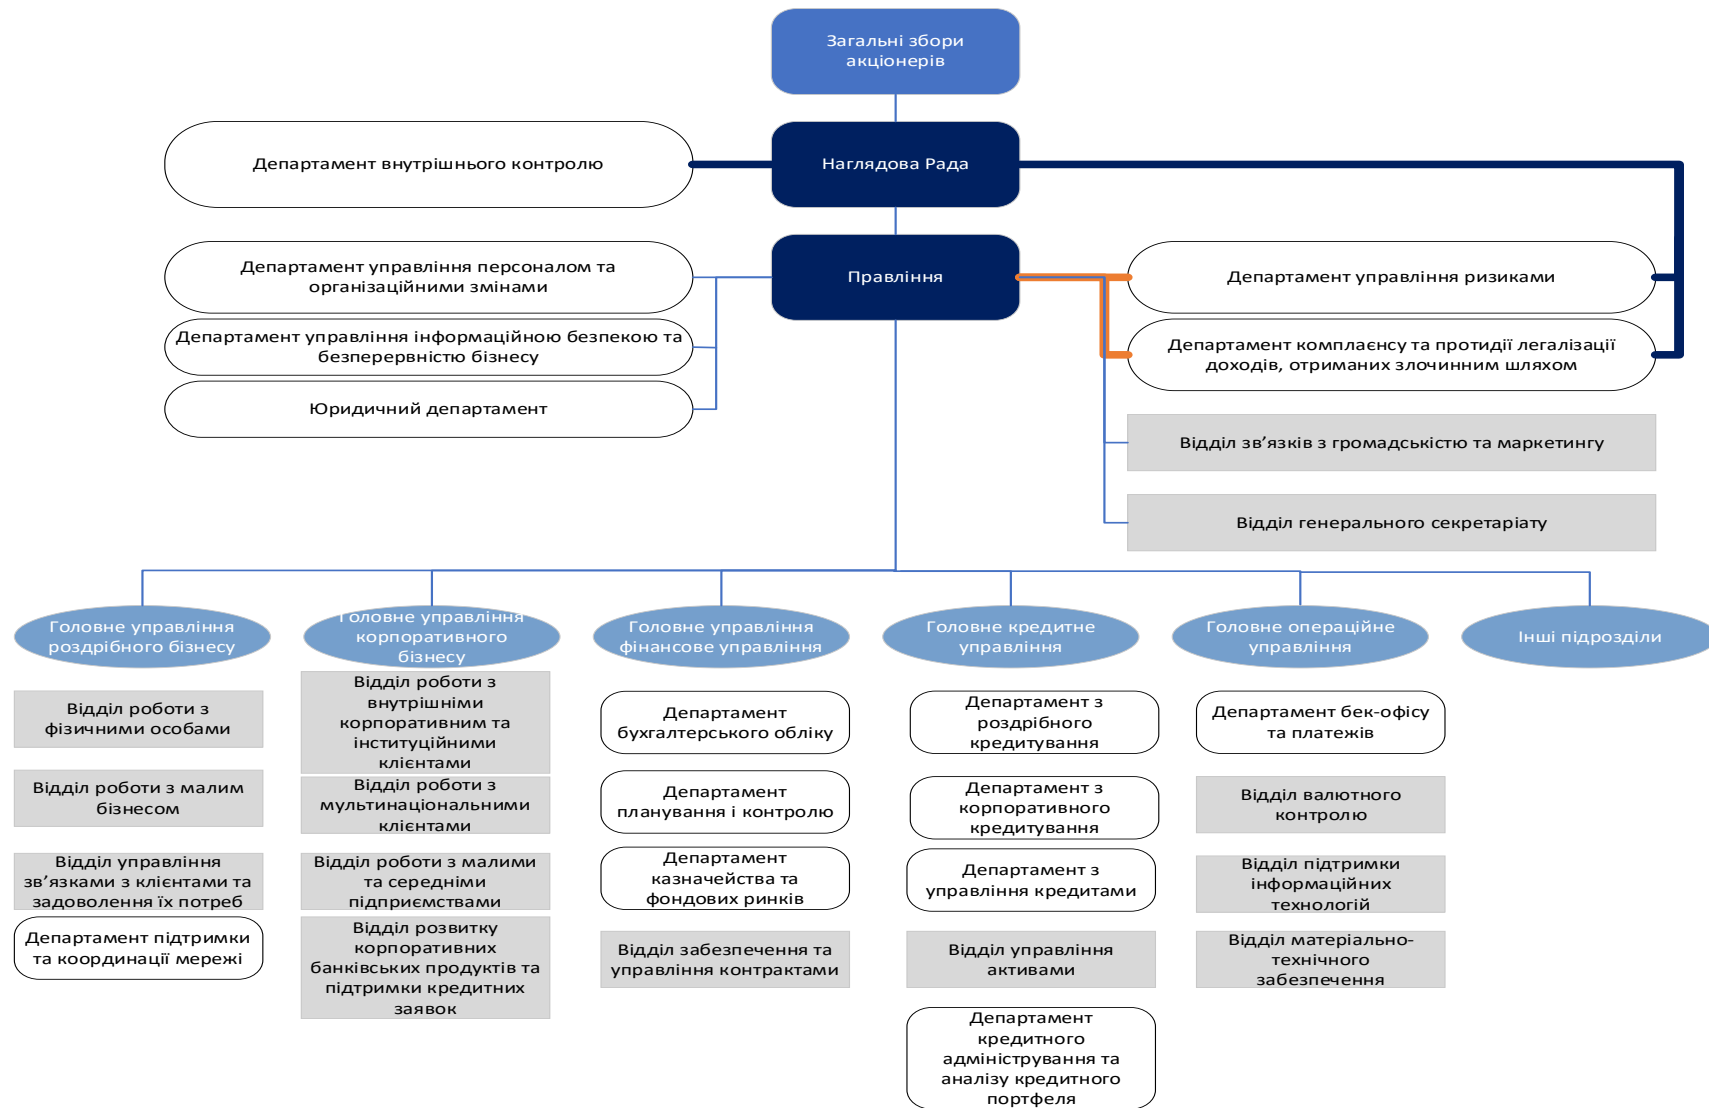 Загальні збори
акціонерів
Департамент внутрішнього контролю
Наглядова Рада
Департамент управління персоналом та
організаційними змінами
Правління
Департамент управління ризиками
Департамент управління інформаційною безпекою та
безперервністю бізнесу
Департамент комплаєнсу та протидії легалізації
доходів, отриманих злочинним шляхом
Юридичний департамент
Відділ зв’язків з громадськістю та маркетингу
Відділ генерального секретаріату
Головне управління
роздрібного бізнесу
Головне управління
корпоративного
бізнесу
Головне управління
фінансове управління
Головне кредитне
управління
Головне операційне
управління
Інші підрозділи
Відділ роботи з
фізичними особами
Відділ роботи з малим
бізнесом
Відділ управління
зв’язками з клієнтами та
задоволення їх потреб
Департамент підтримки
та координації мережі
Відділ роботи з
внутрішніми
корпоративним та
інституційними
клієнтами
Відділ роботи з
мультинаціональними
клієнтами
Відділ роботи з малими
та середніми
підприємствами
Відділ розвитку
корпоративних
банківських продуктів та
підтримки кредитних
заявок
Департамент
бухгалтерського обліку
Департамент
планування і контролю
Департамент
казначейства та
фондових ринків
Відділ забезпечення та
управління контрактами
Департамент з
роздрібного
кредитування
Департамент з
корпоративного
кредитування
Департамент з
управління кредитами
Відділ управління
активами
Департамент
кредитного
адміністрування та
аналізу кредитного
портфеля
Департамент бек-офісу
та платежів
Відділ валютного
контролю
Відділ підтримки
інформаційних
технологій
Відділ матеріально-
технічного
забезпечення